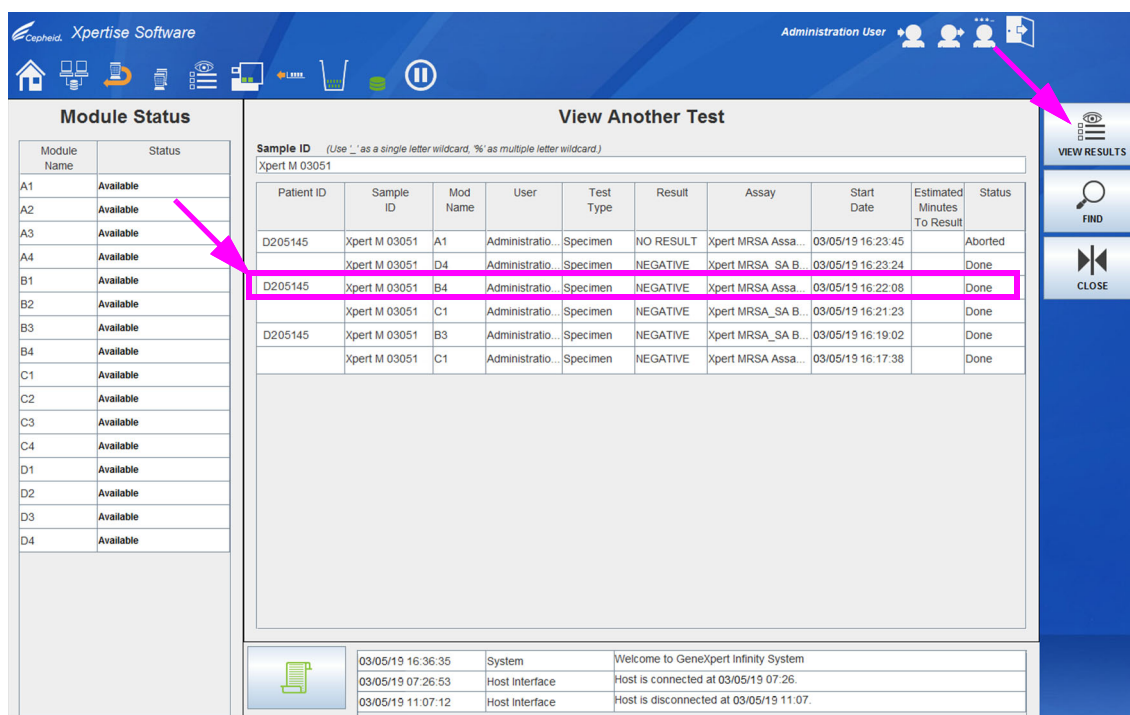 Cepheid. Xpertise Software
Administration User
Module Status
Module Name Status
A1 Available
A2 Available
A3 Available
A4 Available
B1 Available
B2 Available
B3 Available
B4 Available
C1 Available
C2 Available
C3 Available
C4 Available
D1 Available
D2 Available
D3 Available
D4 Available
View Another Test
Sample ID (Use '_' as a single letter wildcard, '%' as multiple letter wildcard.)
Xpert M 03051
Patient ID Sample ID Mod Name User Test Type Result Assay Start Date Estimated Minutes To Result Status
D205145 Xpert M 03051 A1 Administratio... Specimen NO RESULT Xpert MRSA Assa... 03/05/19 16:23:45 Aborted
Xpert M 03051 D4 Administratio... Specimen NEGATIVE Xpert MRSA_SA B... 03/05/19 16:23:24 Done
D205145 Xpert M 03051 B4 Administratio... Specimen NEGATIVE Xpert MRSA Assa... 03/05/19 16:22:08 Done
Xpert M 03051 C1 Administratio... Specimen NEGATIVE Xpert MRSA_SA B... 03/05/19 16:21:23 Done
D205145 Xpert M 03051 B3 Administratio... Specimen NEGATIVE Xpert MRSA_SA B... 03/05/19 16:19:02 Done
Xpert M 03051 C1 Administratio... Specimen NEGATIVE Xpert MRSA Assa... 03/05/19 16:17:38 Done
VIEW RESULTS
FIND
CLOSE
03/05/19 16:36:35 System Welcome to GeneXpert Infinity System
03/05/19 07:26:53 Host Interface Host is connected at 03/05/19 07:26.
03/05/19 11:07:12 Host Interface Host is disconnected at 03/05/19 11:07.